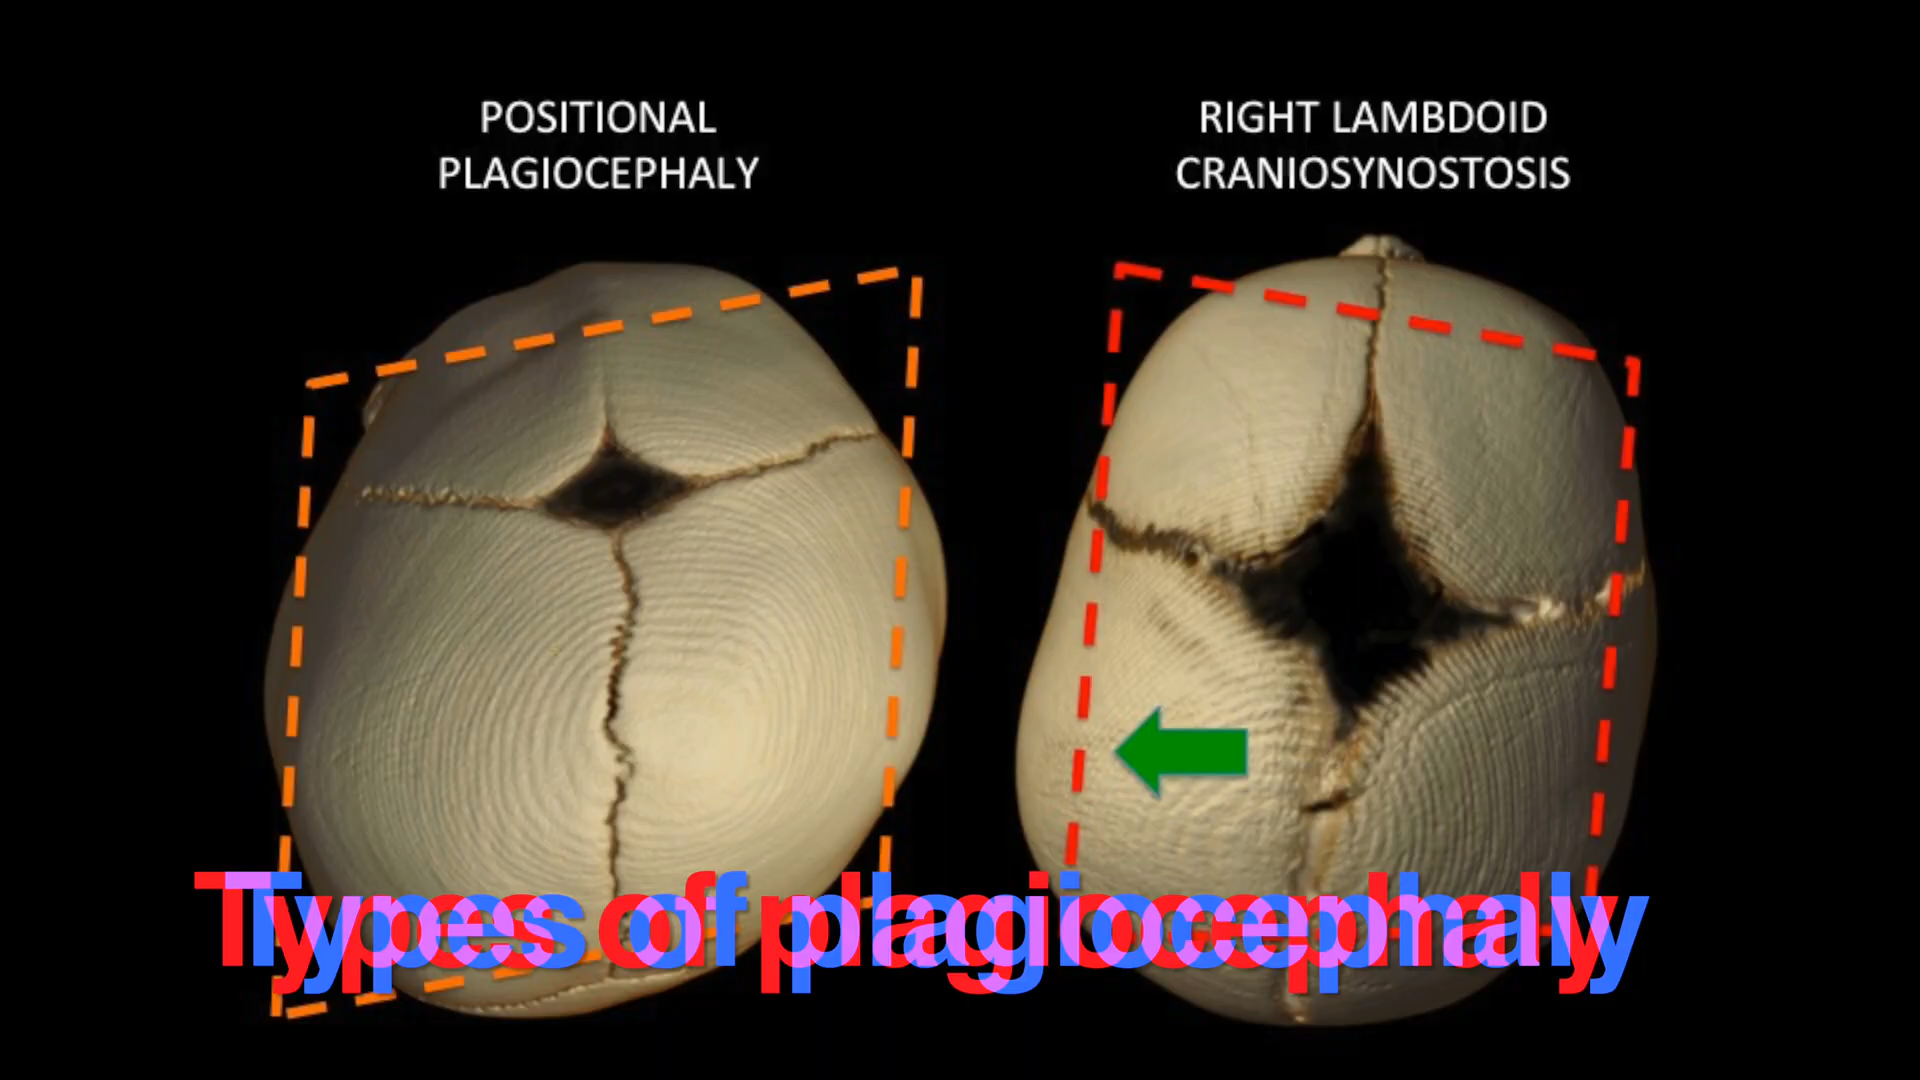 POSITIONAL
PLAGIOCEPHALY
RIGHT LAMBDOID
CRANIOSYNOSTOSIS
Types of plagiocephaly